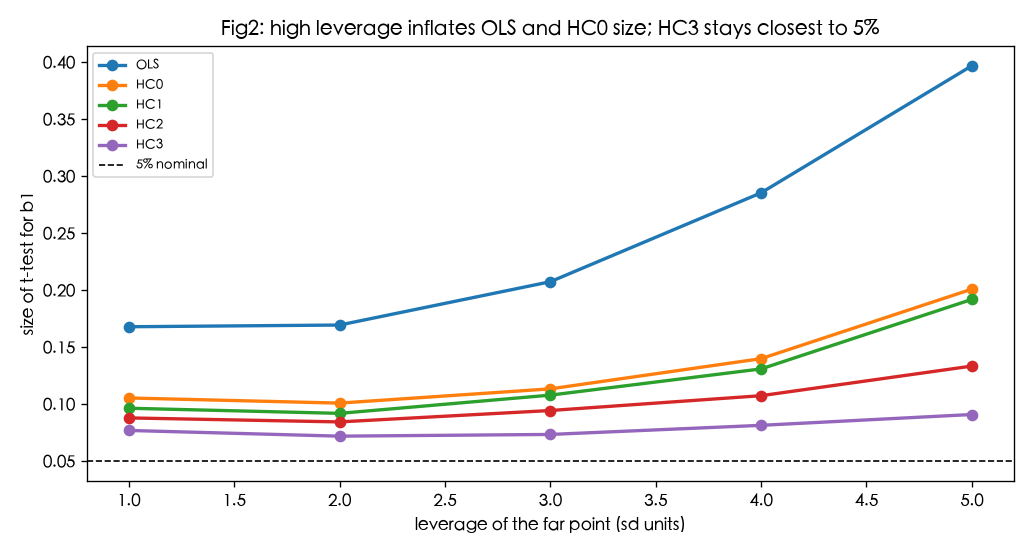 Fig2: high leverage inflates OLS and HC0 size; HC3 stays closest to 5%
OLS
HC0
HC1
HC2
HC3
5% nominal
size of t-test for b1
0.40
0.35
0.30
0.25
0.20
0.15
0.10
0.05
1.0 1.5 2.0 2.5 3.0 3.5 4.0 4.5 5.0
leverage of the far point (sd units)